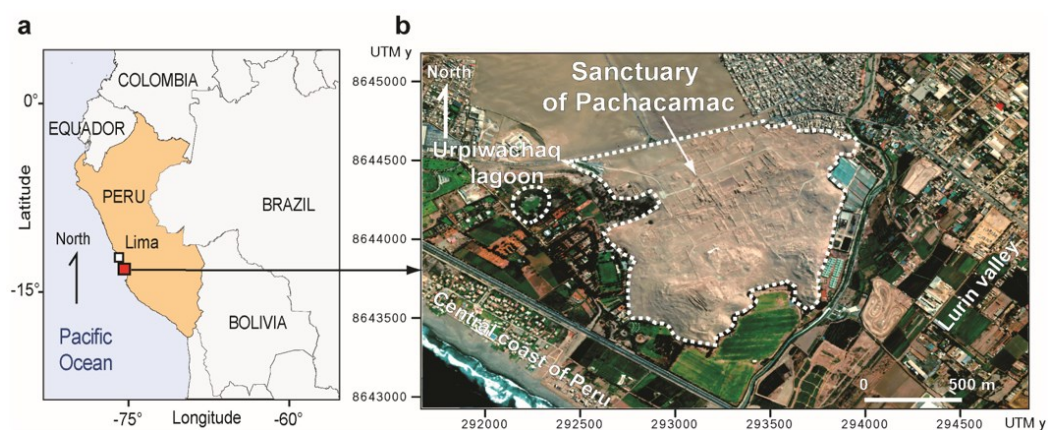 a
COLOMBIA
0°
EQUADOR
PERU
BRAZIL
Latitude
North
Lima
-15°
BOLIVIA
Pacific
Ocean
-75°
Longitude
-60°
b
UTM y
8645000
8644500
8644000
8643500
8643000
North
Sanctuary
of Pachacamac
Urpiwachaq
lagoon
Central coast of Peru
Lurin valley
0
500 m
292000
292500
293000
293500
294000
294500
UTM y